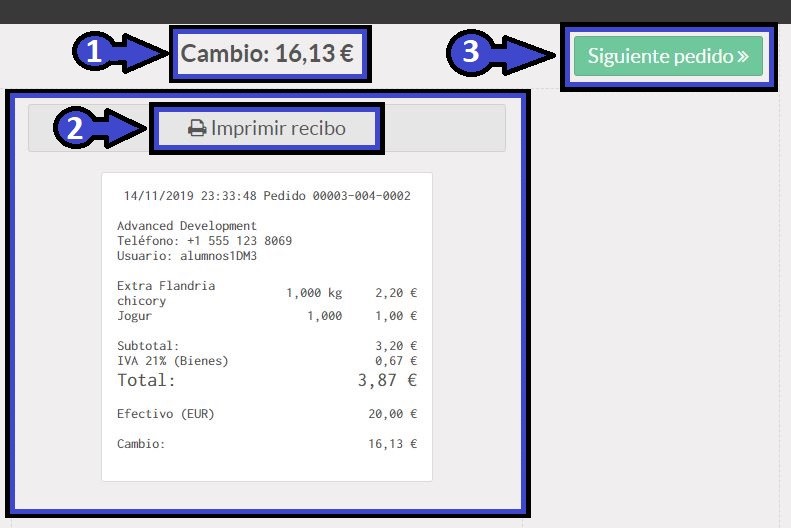 1 Cambio: 16,13 €
3 Siguiente pedido »
2 Imprimir recibo
14/11/2019 23:33:48 Pedido 00003-004-0002
Advanced Development
Teléfono: +1 555 123 8069
Usuario: alumnos1DM3
Extra Flandria chicory 1,000 kg 2,20 €
Jogur 1,000 1,00 €
Subtotal: 3,20 €
IVA 21% (Bienes) 0,67 €
Total: 3,87 €
Efectivo (EUR) 20,00 €
Cambio: 16,13 €